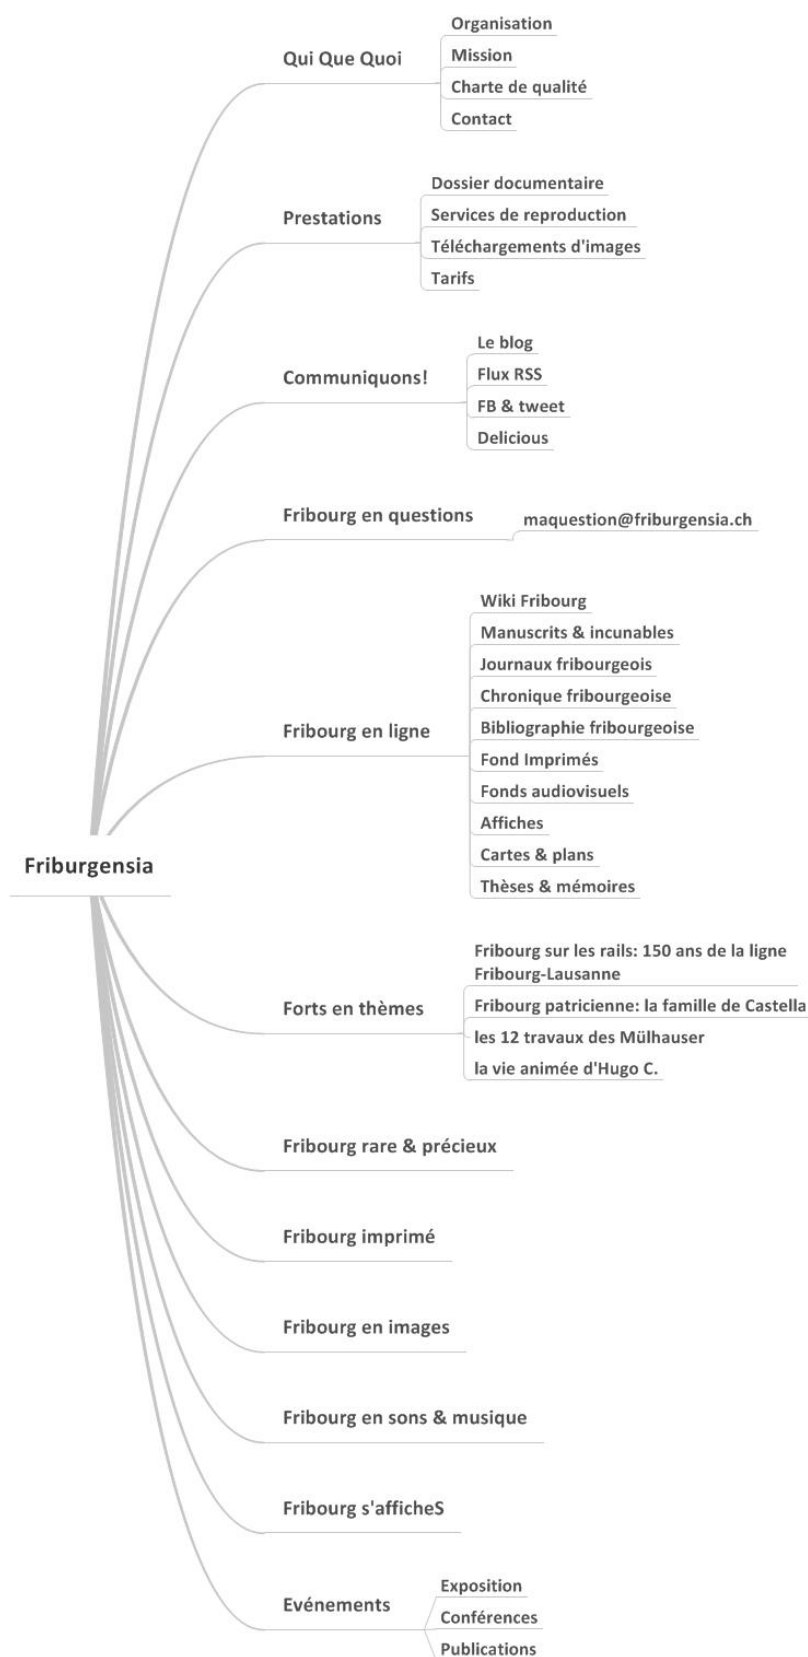 Organisation
Qui Que Quoi
Mission
Charte de qualité
Contact
Dossier documentaire
Prestations
Services de reproduction
Téléchargements d'images
Tarifs
Le blog
Communiquons!
Flux RSS
FB & tweet
Delicious
Fribourg en questions
maquestion@friburgensia.ch
Wiki Fribourg
Manuscrits & incunables
Journaux fribourgeois
Chronique fribourgeoise
Fribourg en ligne
Bibliographie fribourgeoise
Fond Imprimés
Fonds audiovisuels
Affiches
Cartes & plans
Thèses & mémoires
Friburgensia
Fribourg sur les rails: 150 ans de la ligne
Fribourg-Lausanne
Forts en thèmes
Fribourg patricienne: la famille de Castella
les 12 travaux des Mülhauser
la vie animée d'Hugo C.
Fribourg rare & précieux
Fribourg imprimé
Fribourg en images
Fribourg en sons & musique
Fribourg s'afficheS
Evénements
Exposition
Conférences
Publications